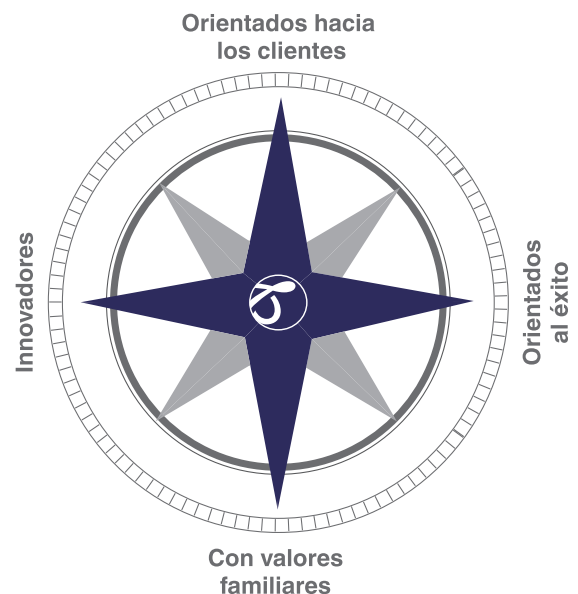 Orientados hacia
los clientes
Innovadores
Orientados
al éxito
Con valores
familiares